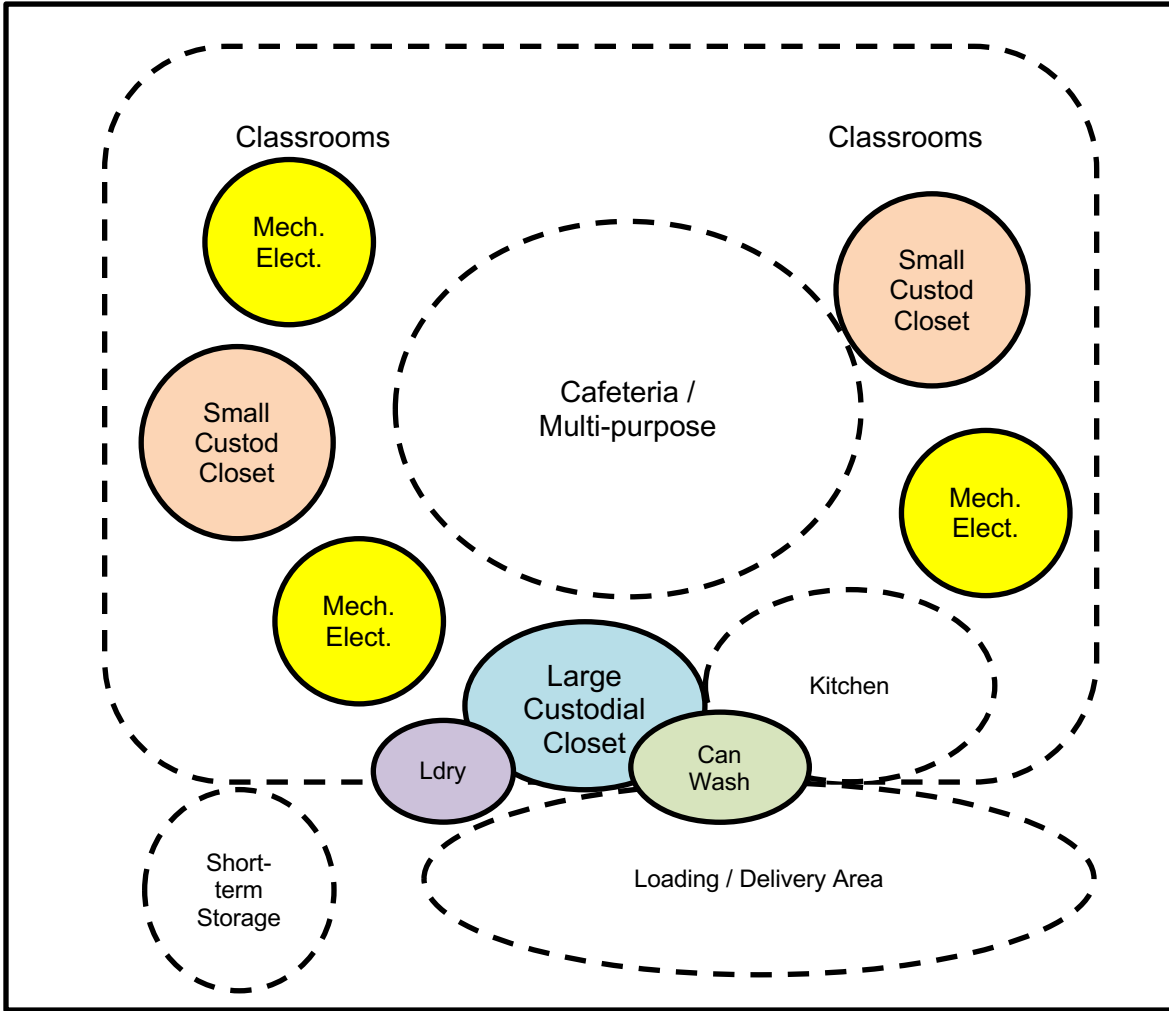 Classrooms
Classrooms
Mech.
Elect.
Small
Custod
Closet
Cafeteria /
Multi-purpose
Small
Custod
Closet
Mech.
Elect.
Mech.
Elect.
Large
Custodial
Closet
Kitchen
Ldry
Can
Wash
Short-
term
Storage
Loading / Delivery Area